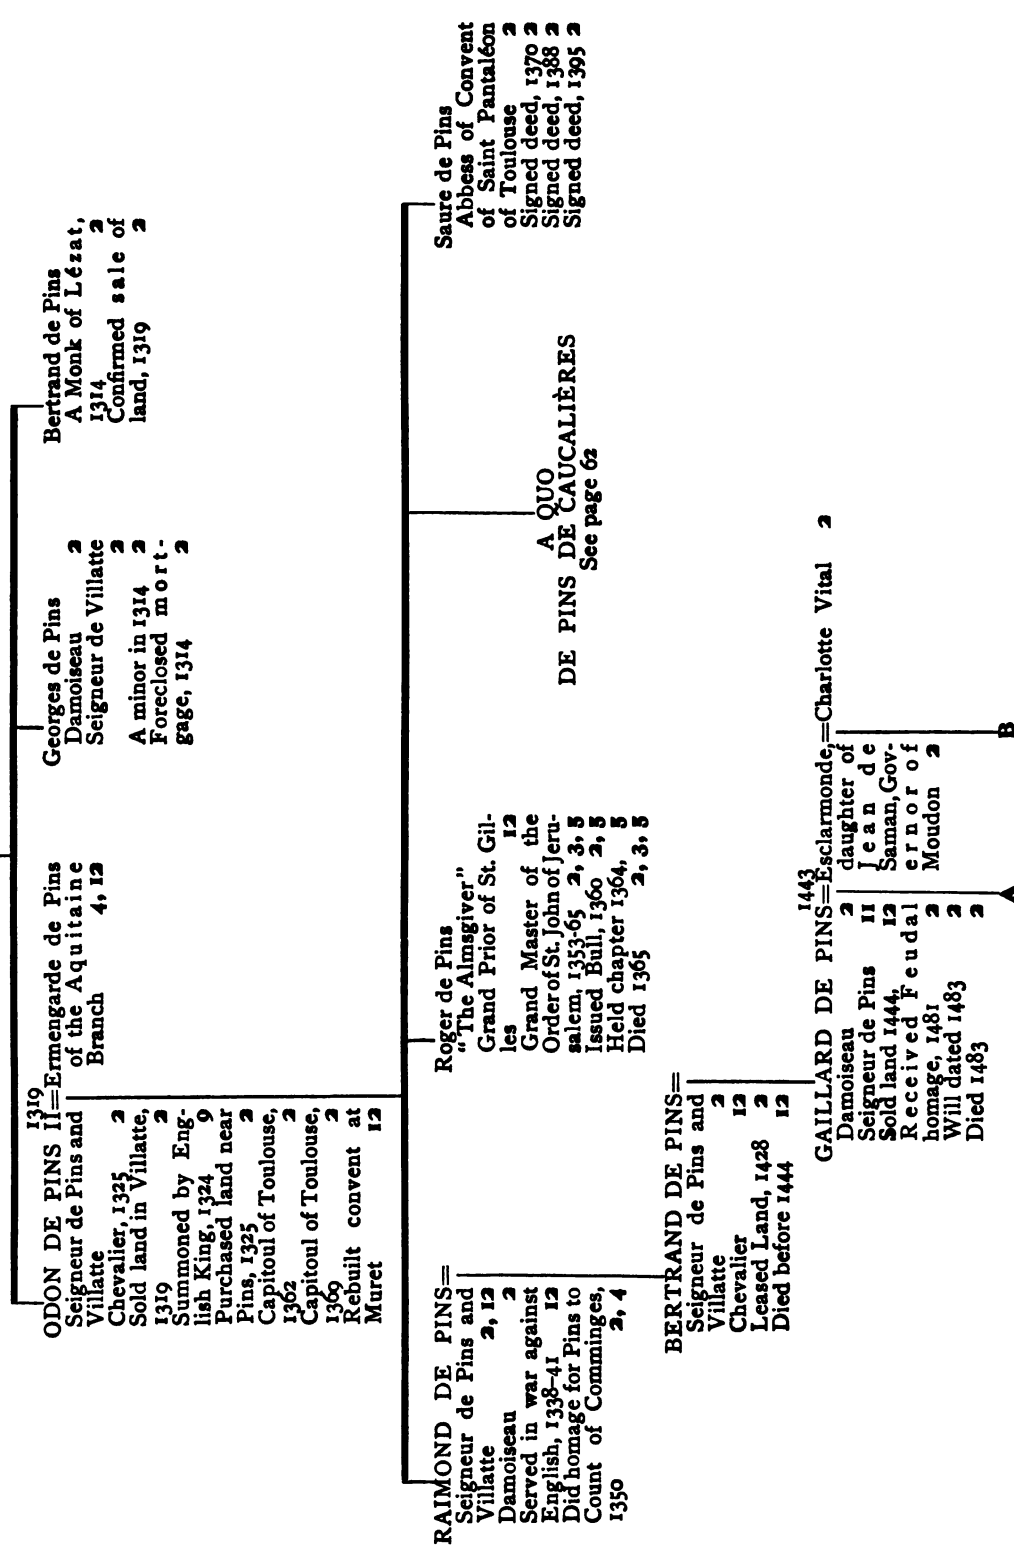 1319
ODON DE PINS II=Ermengarde de Pins
of the Aquitaine
Branch 4, 12
Seigneur de Pins and
Villatte 2
Chevalier, 1325 2
Sold land in Villatte,
1319 2
Summoned by Eng-
lish King, 1324 9
Purchased land near
Pins, 1325 2
Capitoul of Toulouse,
1362 2
Capitoul of Toulouse,
1369 2
Rebuilt convent at
Muret 12
Georges de Pins
Damoiseau 2
Seigneur de Villatte
2
A minor in 1314 2
Foreclosed mort-
gage, 1314 2
Bertrand de Pins
A Monk of Lézat,
1314 2
Confirmed sale of
land, 1319 2
RAIMOND DE PINS=
Seigneur de Pins and
Villatte 2, 12
Damoiseau 2
Served in war against
English, 1338-41 12
Did homage for Pins to
Count of Comminges,
1350 2, 4
Roger de Pins
"The Almsgiver"
Grand Prior of St. Gil-
les 12
Grand Master of the
Order of St. John of Jeru-
salem, 1353-65 2, 3, 5
Issued Bull, 1360 2, 5
Held chapter 1364, 5
Died 1365 2, 3, 5
A QUO
DE PINS DE CAUCALIÈRES
See page 62
Saure de Pins
Abbess of Convent
of Saint Pantaléon
of Toulouse 2
Signed deed, 1370 2
Signed deed, 1388 2
Signed deed, 1395 2
BERTRAND DE PINS=
Seigneur de Pins and
Villatte 2
Chevalier 12
Leased Land, 1428 2
Died before 1444 12
1443
GAILLARD DE PINS=Esclarmonde,=Charlotte Vital 2
Damoiseau 2
Seigneur de Pins 11
Sold land 1444, 12
Received Feudal
homage, 1481 2
Will dated 1483 2
Died 1483 2
daughter of
Jean de
Saman, Gov-
ernor of
Moudon 2
A
B